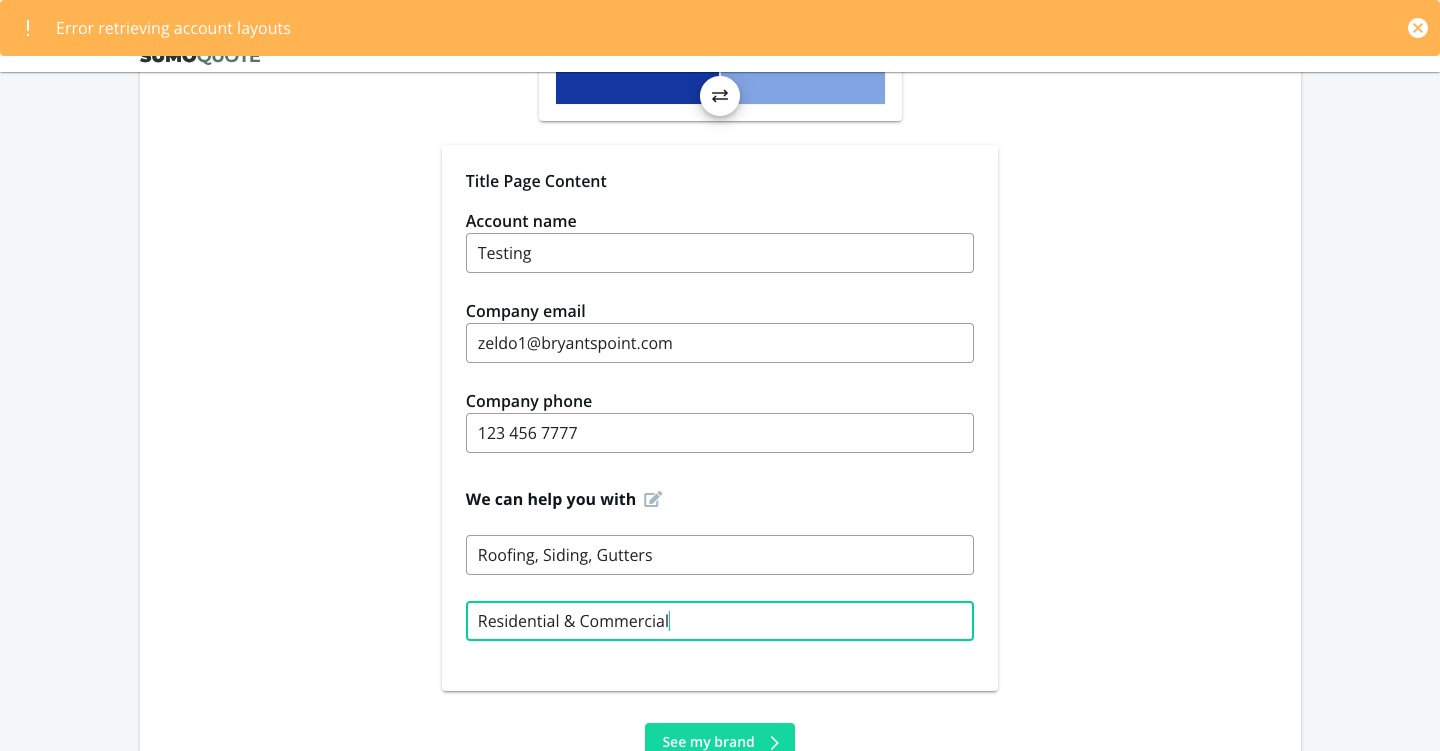 Error retrieving account layouts
SUMOQUOTE
Title Page Content
Account name
Testing
Company email
zeldo1@bryantspoint.com
Company phone
123 456 7777
We can help you with
Roofing, Siding, Gutters
Residential & Commercial
See my brand